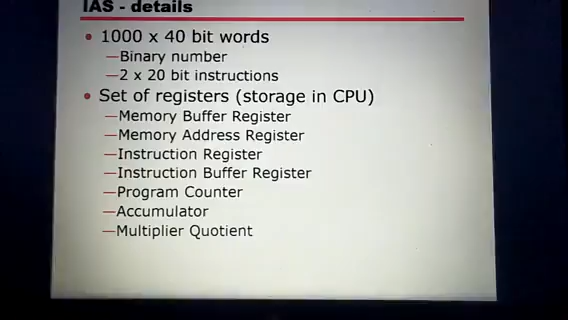 IAS - details
• 1000 x 40 bit words
—Binary number
—2 x 20 bit instructions
• Set of registers (storage in CPU)
—Memory Buffer Register
—Memory Address Register
—Instruction Register
—Instruction Buffer Register
—Program Counter
—Accumulator
—Multiplier Quotient